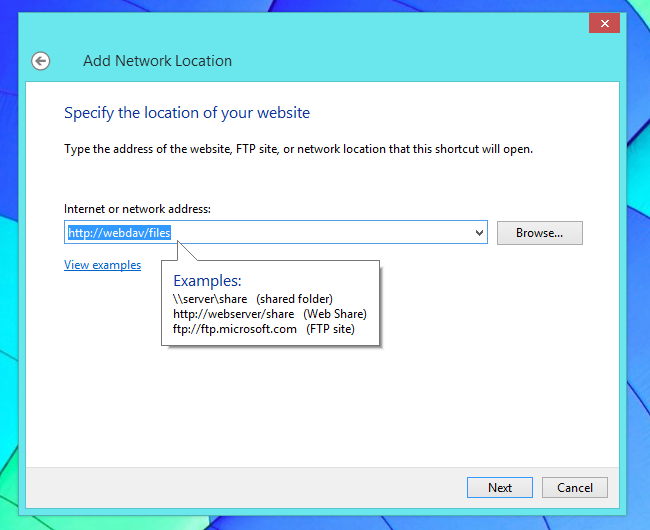 Add Network Location
Specify the location of your website
Type the address of the website, FTP site, or network location that this shortcut will open.
Internet or network address:
http://webdav/files
Browse...
View examples
Examples:
\\server\share (shared folder)
http://webserver/share (Web Share)
ftp://ftp.microsoft.com (FTP site)
Next
Cancel